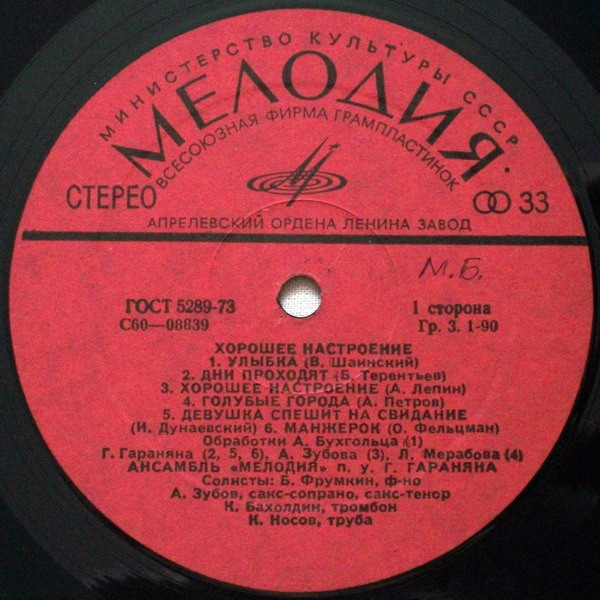 МИНИСТЕРСТВО КУЛЬТУРЫ СССР
МЕЛОДИЯ
ВСЕСОЮЗНАЯ ФИРМА ГРАМПЛАСТИНОК
СТЕРЕО
33
АПРЕЛЕВСКИЙ ОРДЕНА ЛЕНИНА ЗАВОД
М.Б.
ГОСТ 5289-73
1 сторона
С60—08839
Гр. 3. 1-90
ХОРОШЕЕ НАСТРОЕНИЕ
1. УЛЫБКА (В. Шаинский)
2. ДНИ ПРОХОДЯТ (Б. Терентьев)
3. ХОРОШЕЕ НАСТРОЕНИЕ (А. Лепин)
4. ГОЛУБЫЕ ГОРОДА (А. Петров)
5. ДЕВУШКА СПЕШИТ НА СВИДАНИЕ
(И. Дунаевский) 6. МАНЖЕРОК (О. Фельцман)
Обработки А. Бухгольца (1)
Г. Гараняна (2, 5, 6), А. Зубова (3), Л. Мерабова (4)
АНСАМБЛЬ «МЕЛОДИЯ» п. у. Г. ГАРАНЯНА
Солисты: Б. Фрумкин, ф-но
А. Зубов, сакс-сопрано, сакс-тенор
К. Бахолдин, тромбон
К. Носов, труба